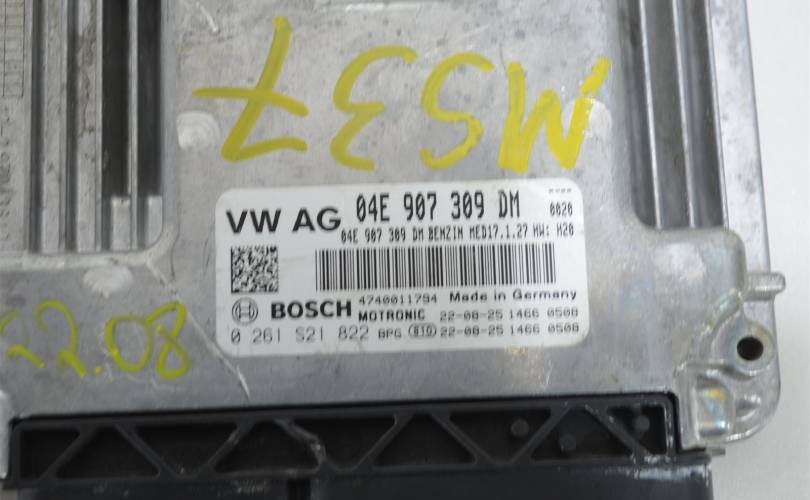 MS37
VW AG 04E 907 309 DM 0020
04E 907 309 DM BENZIN MED17.1.27 HW: H20
4740011794 Made in Germany
BOSCH MOTRONIC 22-08-25 1466 0508
0 261 S21 822 BPG 810 22-08-25 1466 0508
22.08